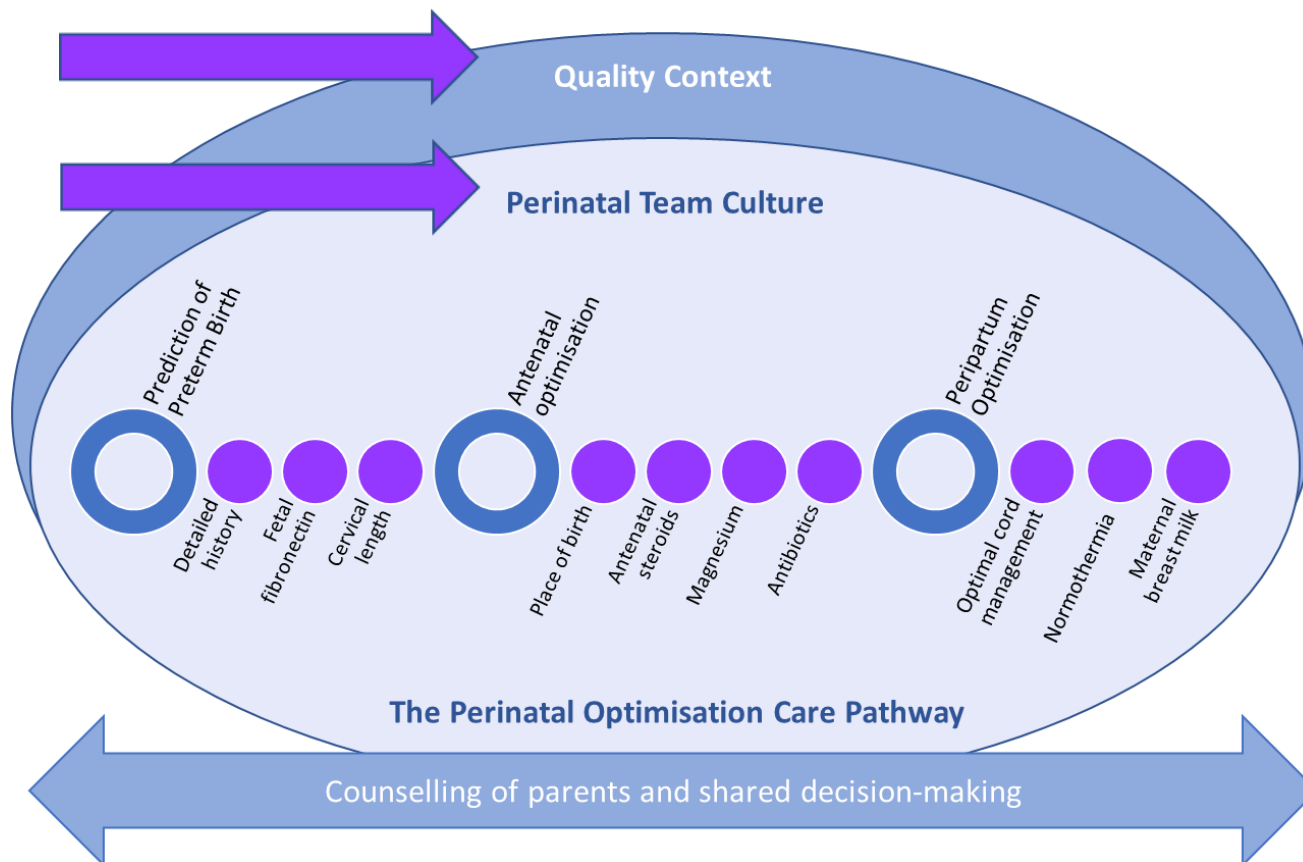 Quality Context
Perinatal Team Culture
Prediction of
Preterm Birth
Detailed
history
Fetal
fibronectin
Cervical
length
Antenatal
optimisation
Place of birth
Antenatal
steroids
Magnesium
Antibiotics
Peripartum
Optimisation
Optimal cord
management
Normothermia
Maternal
breast milk
The Perinatal Optimisation Care Pathway
Counselling of parents and shared decision-making